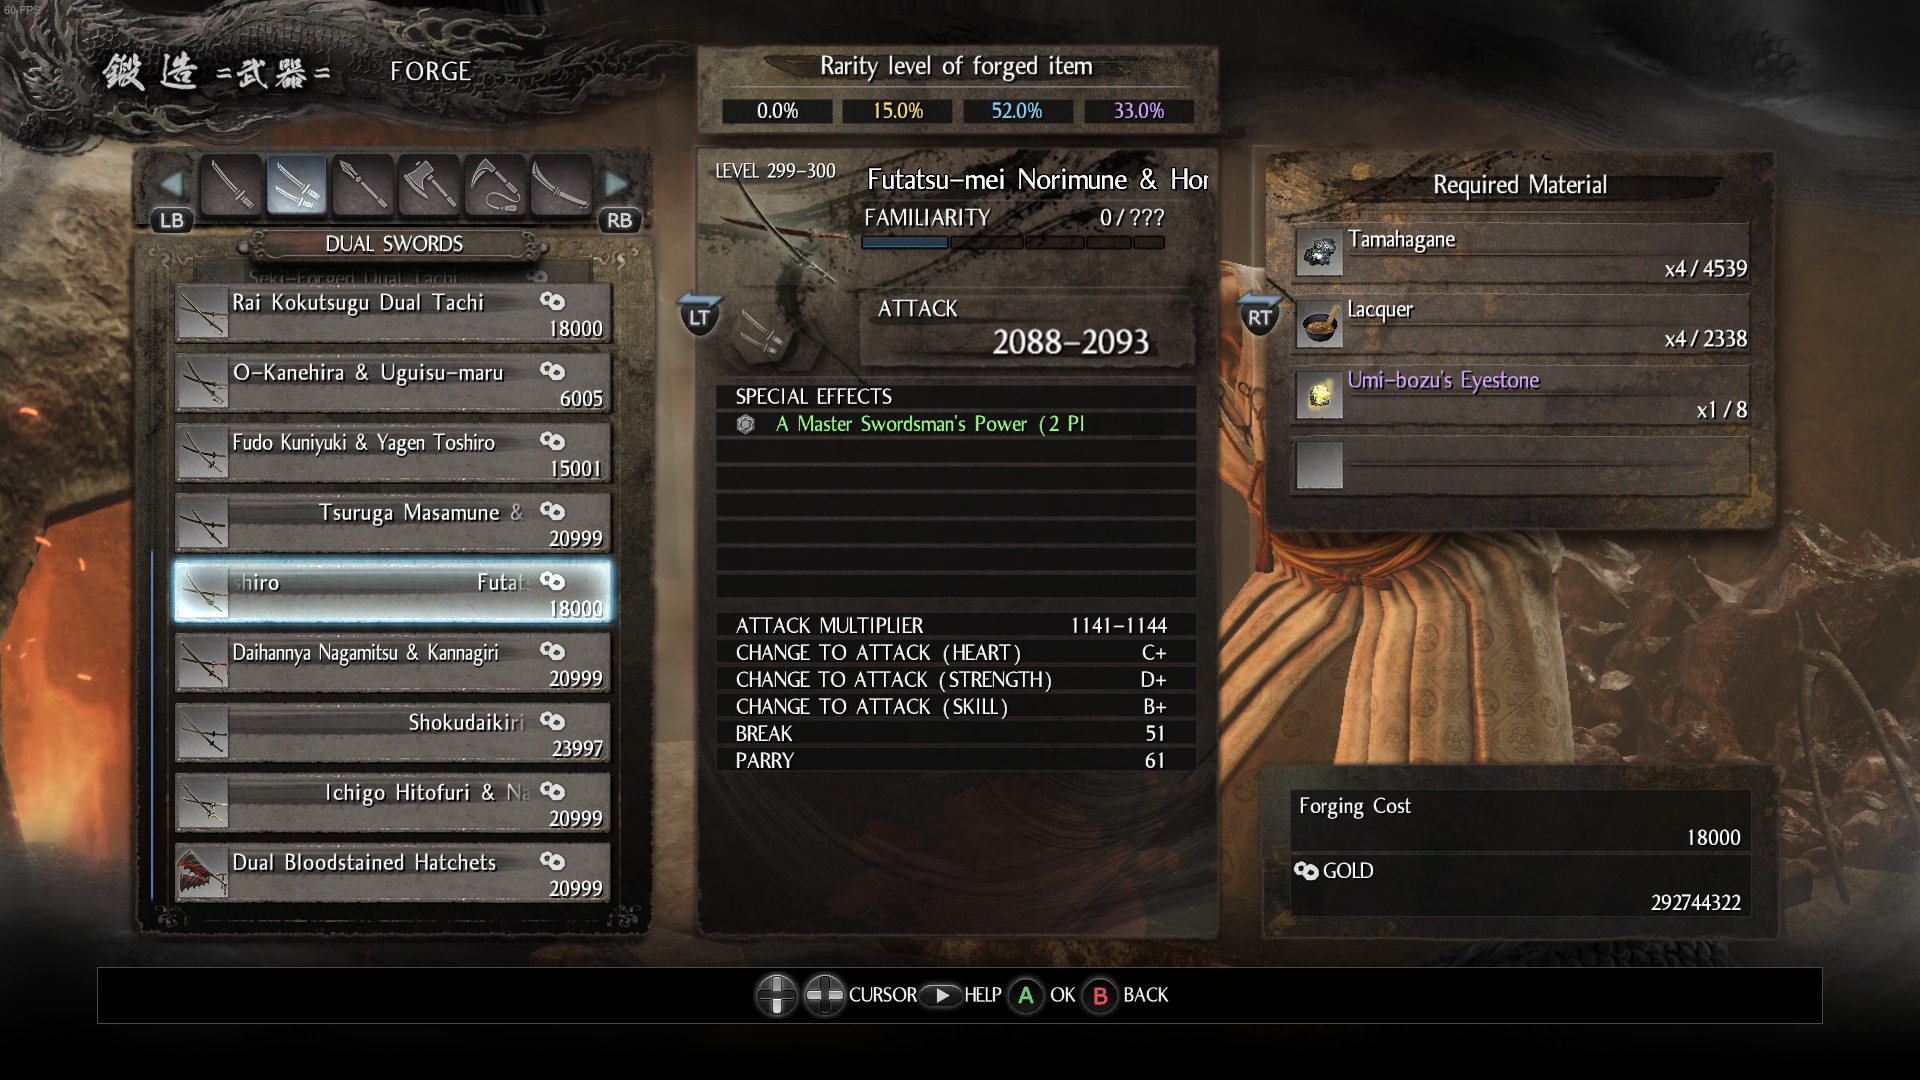 60 FPS
鍛造 =武器= FORGE
Rarity level of forged item
0.0% 15.0% 52.0% 33.0%
LB RB
DUAL SWORDS
Seki-Forged Dual Tachi
Rai Kokutsugu Dual Tachi
18000
O-Kanehira & Uguisu-maru
6005
Fudo Kuniyuki & Yagen Toshiro
15001
Tsuruga Masamune &
20999
shiro Futats
18000
Daihannya Nagamitsu & Kannagiri
20999
Shokudaikiri
23997
Ichigo Hitofuri & Na
20999
Dual Bloodstained Hatchets
20999
LEVEL 299-300
Futatsu-mei Norimune & Hor
FAMILIARITY 0/???
LT
ATTACK
2088-2093
RT
SPECIAL EFFECTS
A Master Swordsman's Power (2 Pl
ATTACK MULTIPLIER 1141-1144
CHANGE TO ATTACK (HEART) C+
CHANGE TO ATTACK (STRENGTH) D+
CHANGE TO ATTACK (SKILL) B+
BREAK 51
PARRY 61
Required Material
Tamahagane
x4/4539
Lacquer
x4/2338
Umi-bozu's Eyestone
x1/8
Forging Cost
18000
GOLD
292744322
CURSOR HELP A OK B BACK